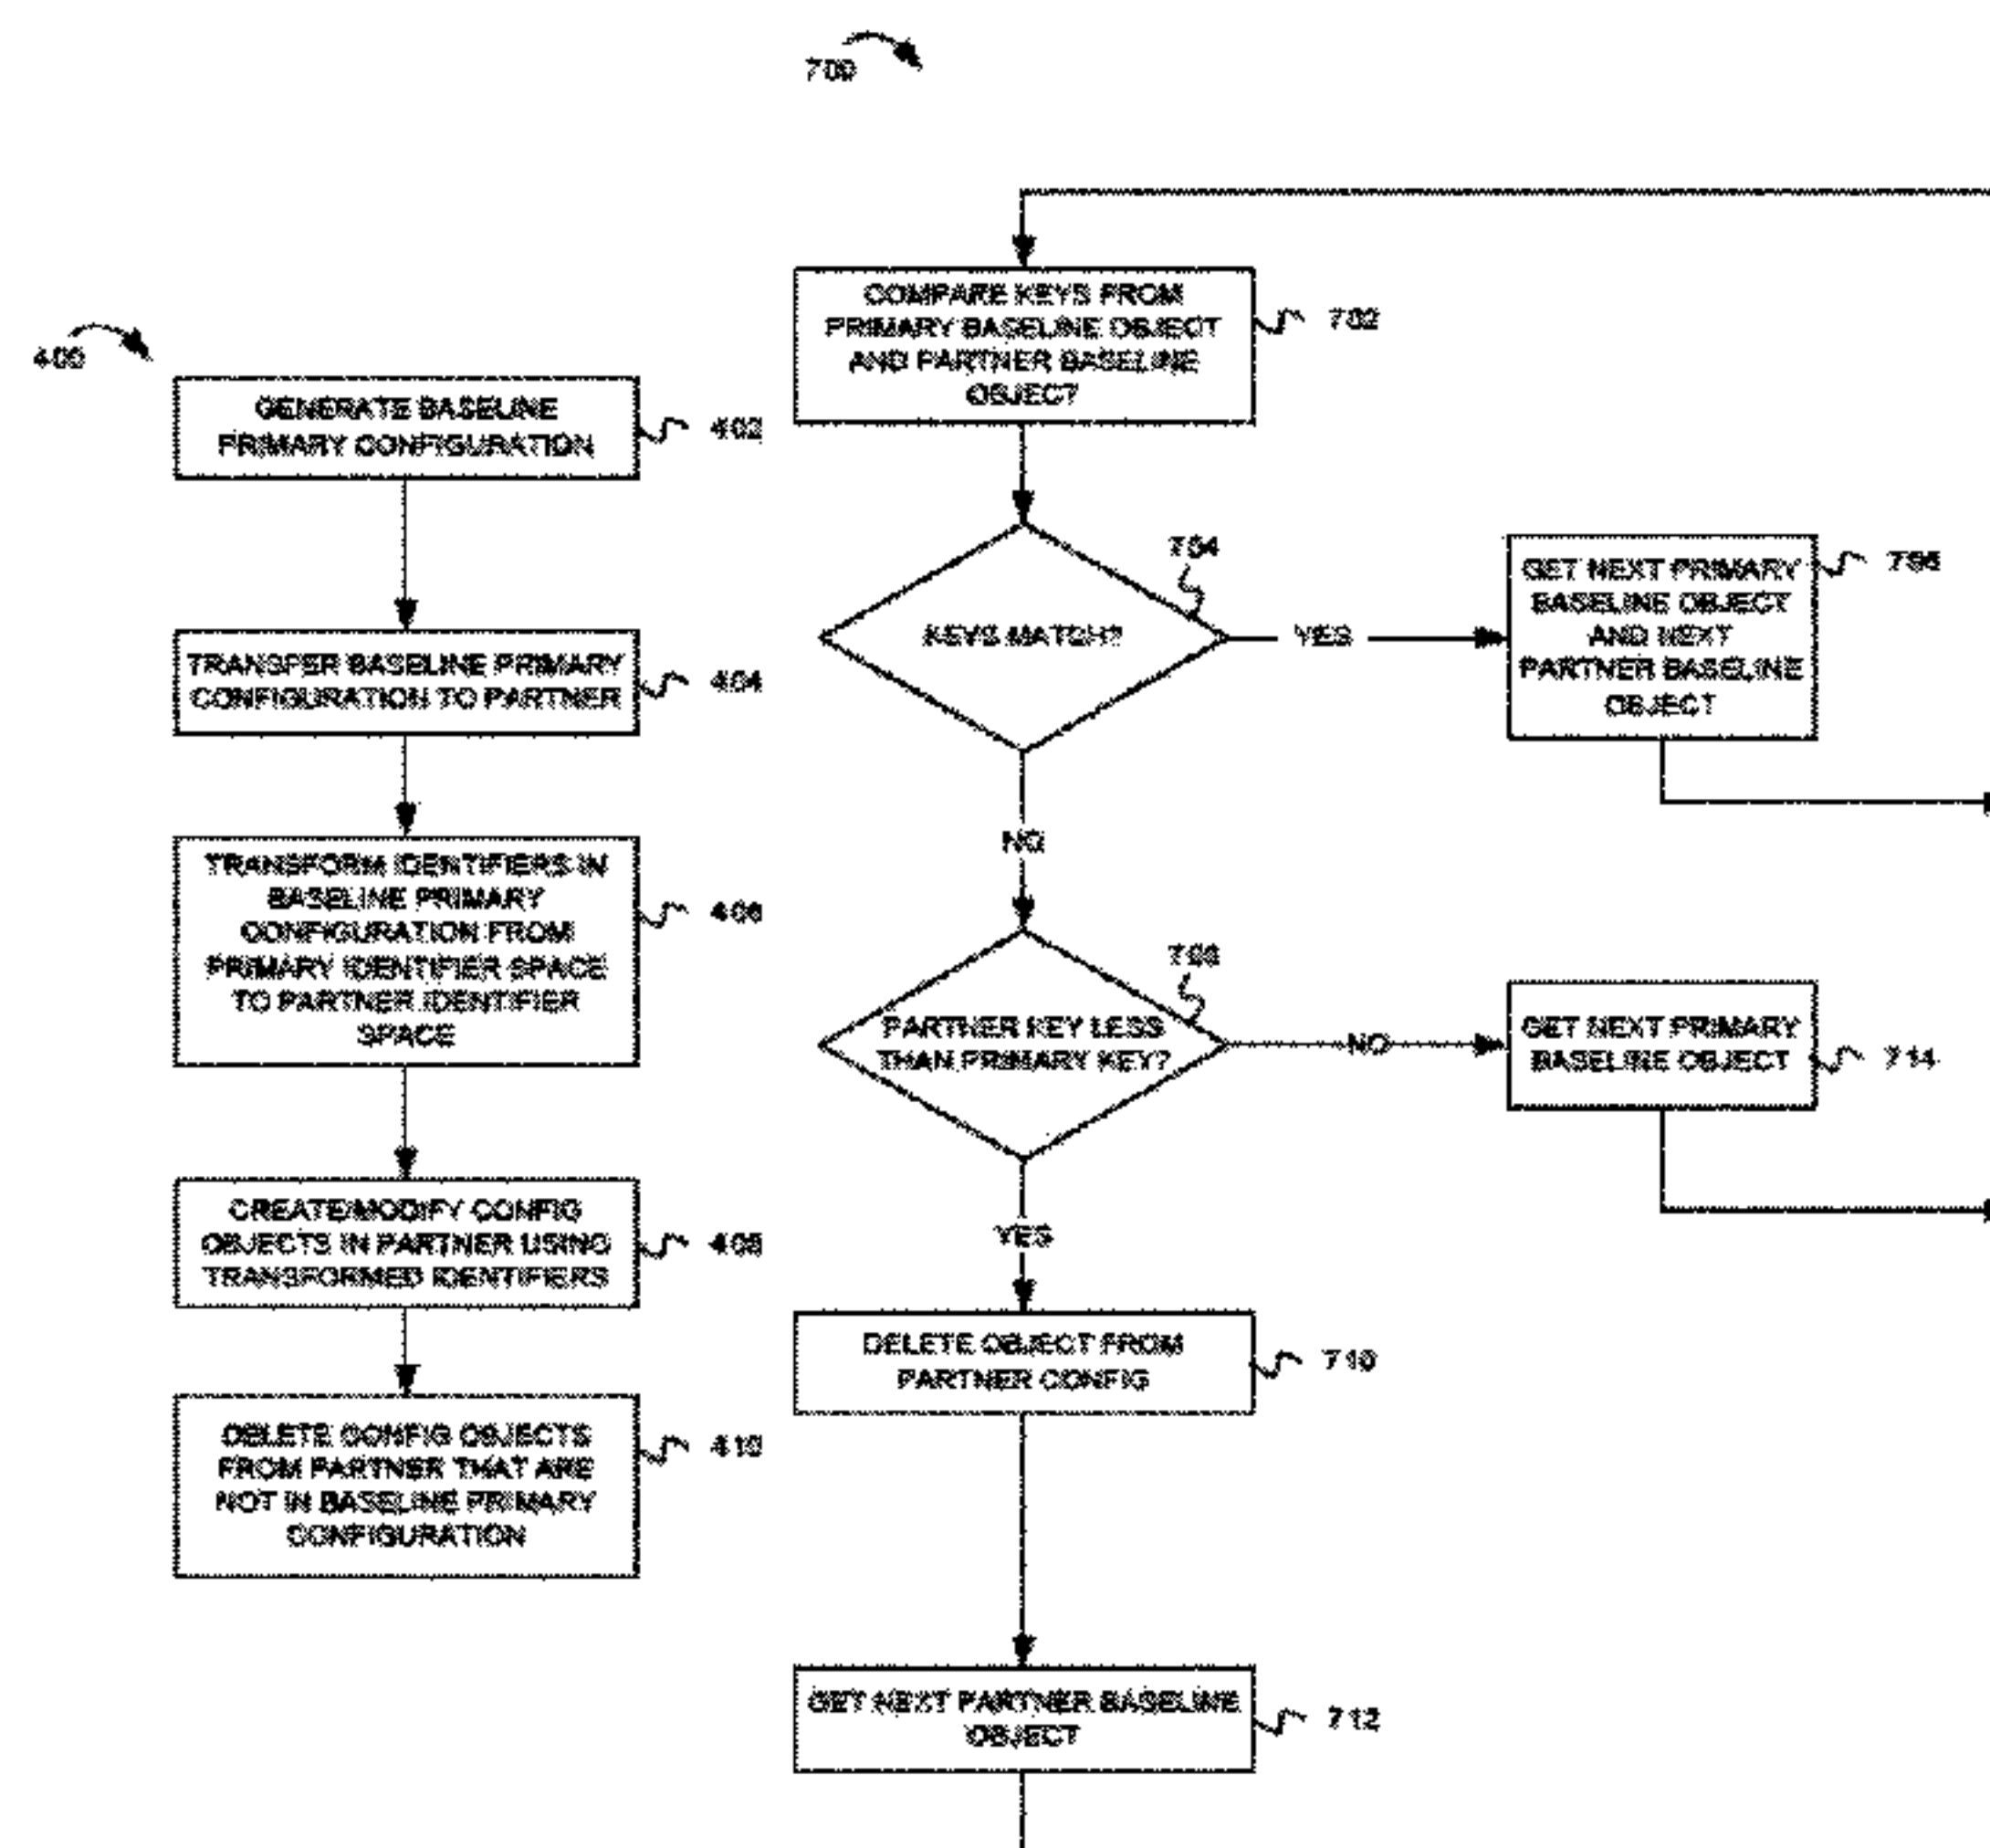 700
400
GENERATE BASELINE
PRIMARY CONFIGURATION
402
TRANSFER BASELINE PRIMARY
CONFIGURATION TO PARTNER
404
TRANSFORM IDENTIFIERS IN
BASELINE PRIMARY
CONFIGURATION FROM
PRIMARY IDENTIFIER SPACE
TO PARTNER IDENTIFIER
SPACE
406
CREATE/MODIFY CONFIG
OBJECTS IN PARTNER USING
TRANSFORMED IDENTIFIERS
408
DELETE CONFIG OBJECTS
FROM PARTNER THAT ARE
NOT IN BASELINE PRIMARY
CONFIGURATION
410
COMPARE KEYS FROM
PRIMARY BASELINE OBJECT
AND PARTNER BASELINE
OBJECT
702
KEYS MATCH?
704
YES
GET NEXT PRIMARY
BASELINE OBJECT
AND NEXT
PARTNER BASELINE
OBJECT
706
NO
PARTNER KEY LESS
THAN PRIMARY KEY?
708
NO
GET NEXT PRIMARY
BASELINE OBJECT
714
YES
DELETE OBJECT FROM
PARTNER CONFIG
710
GET NEXT PARTNER BASELINE
OBJECT
712